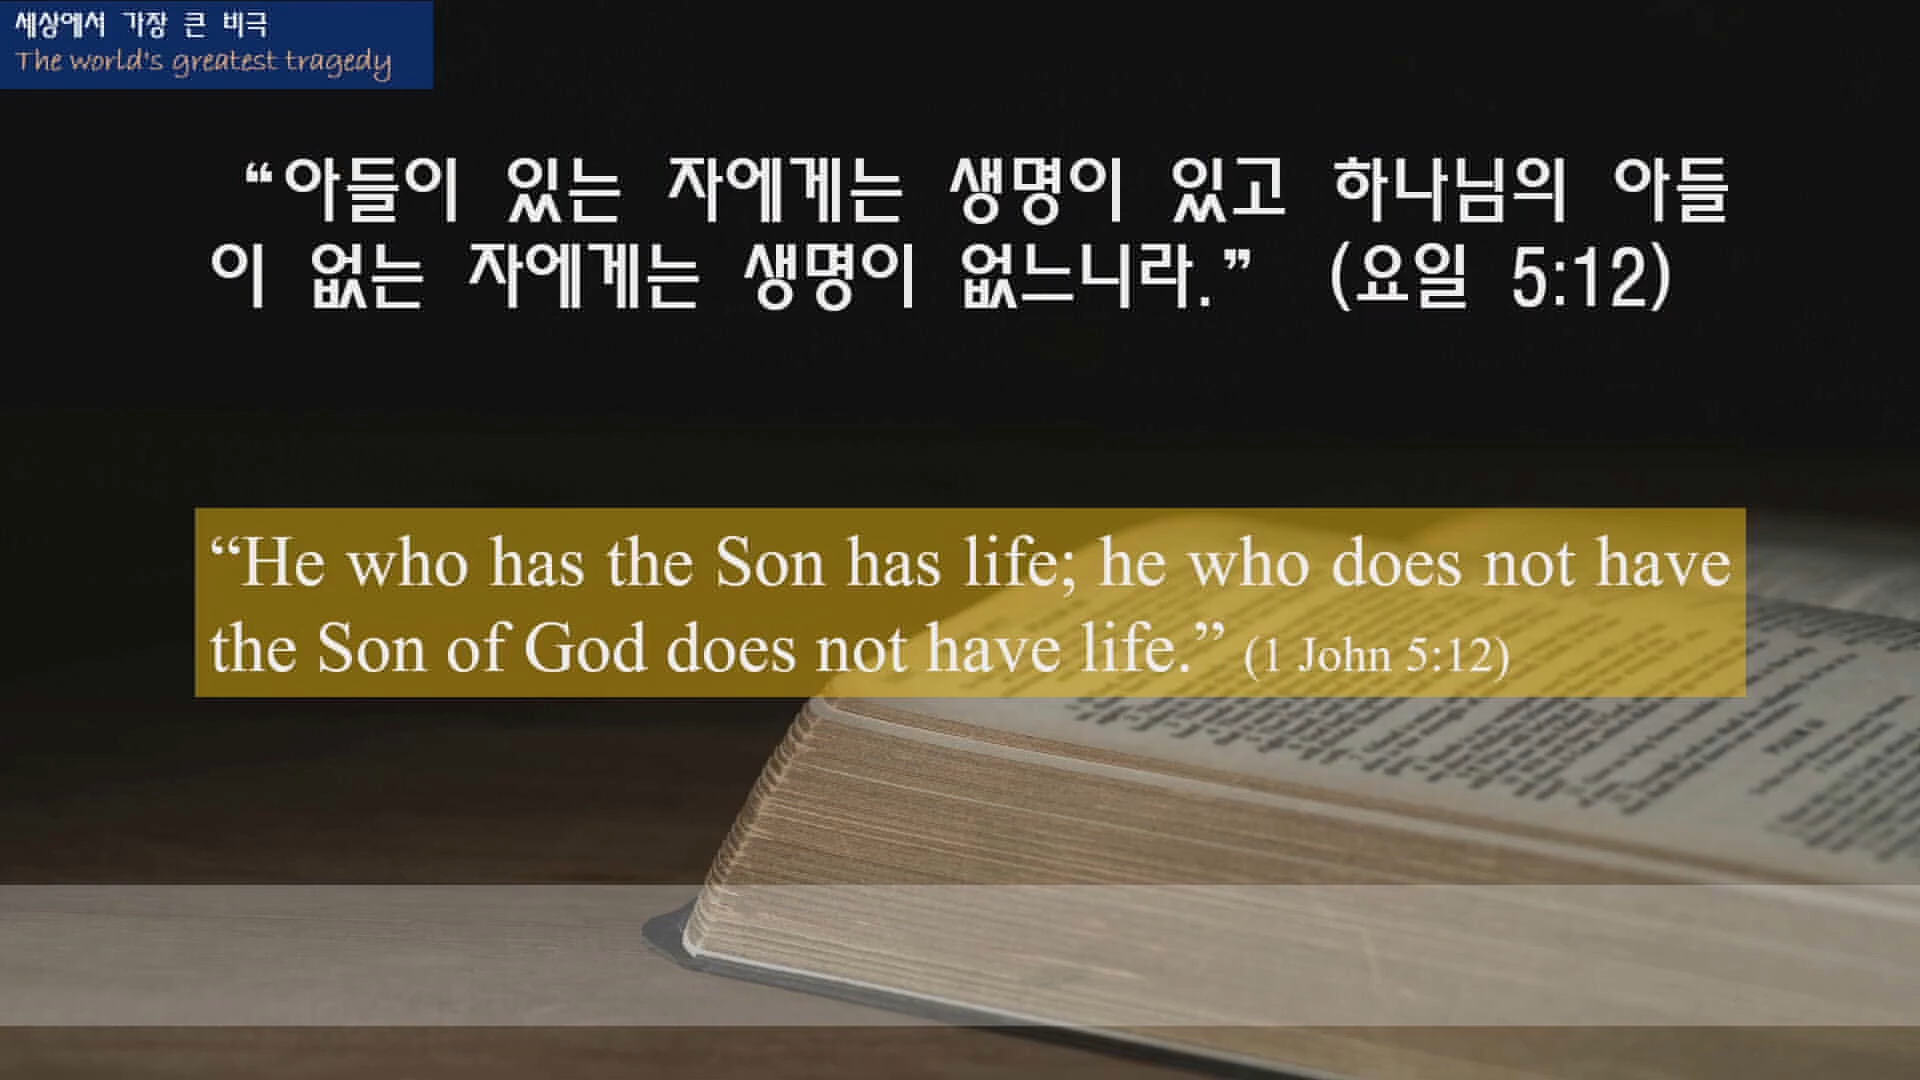 세상에서 가장 큰 비극
The world's greatest tragedy
“아들이 있는 자에게는 생명이 있고 하나님의 아들
이 없는 자에게는 생명이 없느니라.” (요일 5:12)
“He who has the Son has life; he who does not have
the Son of God does not have life.” (1 John 5:12)